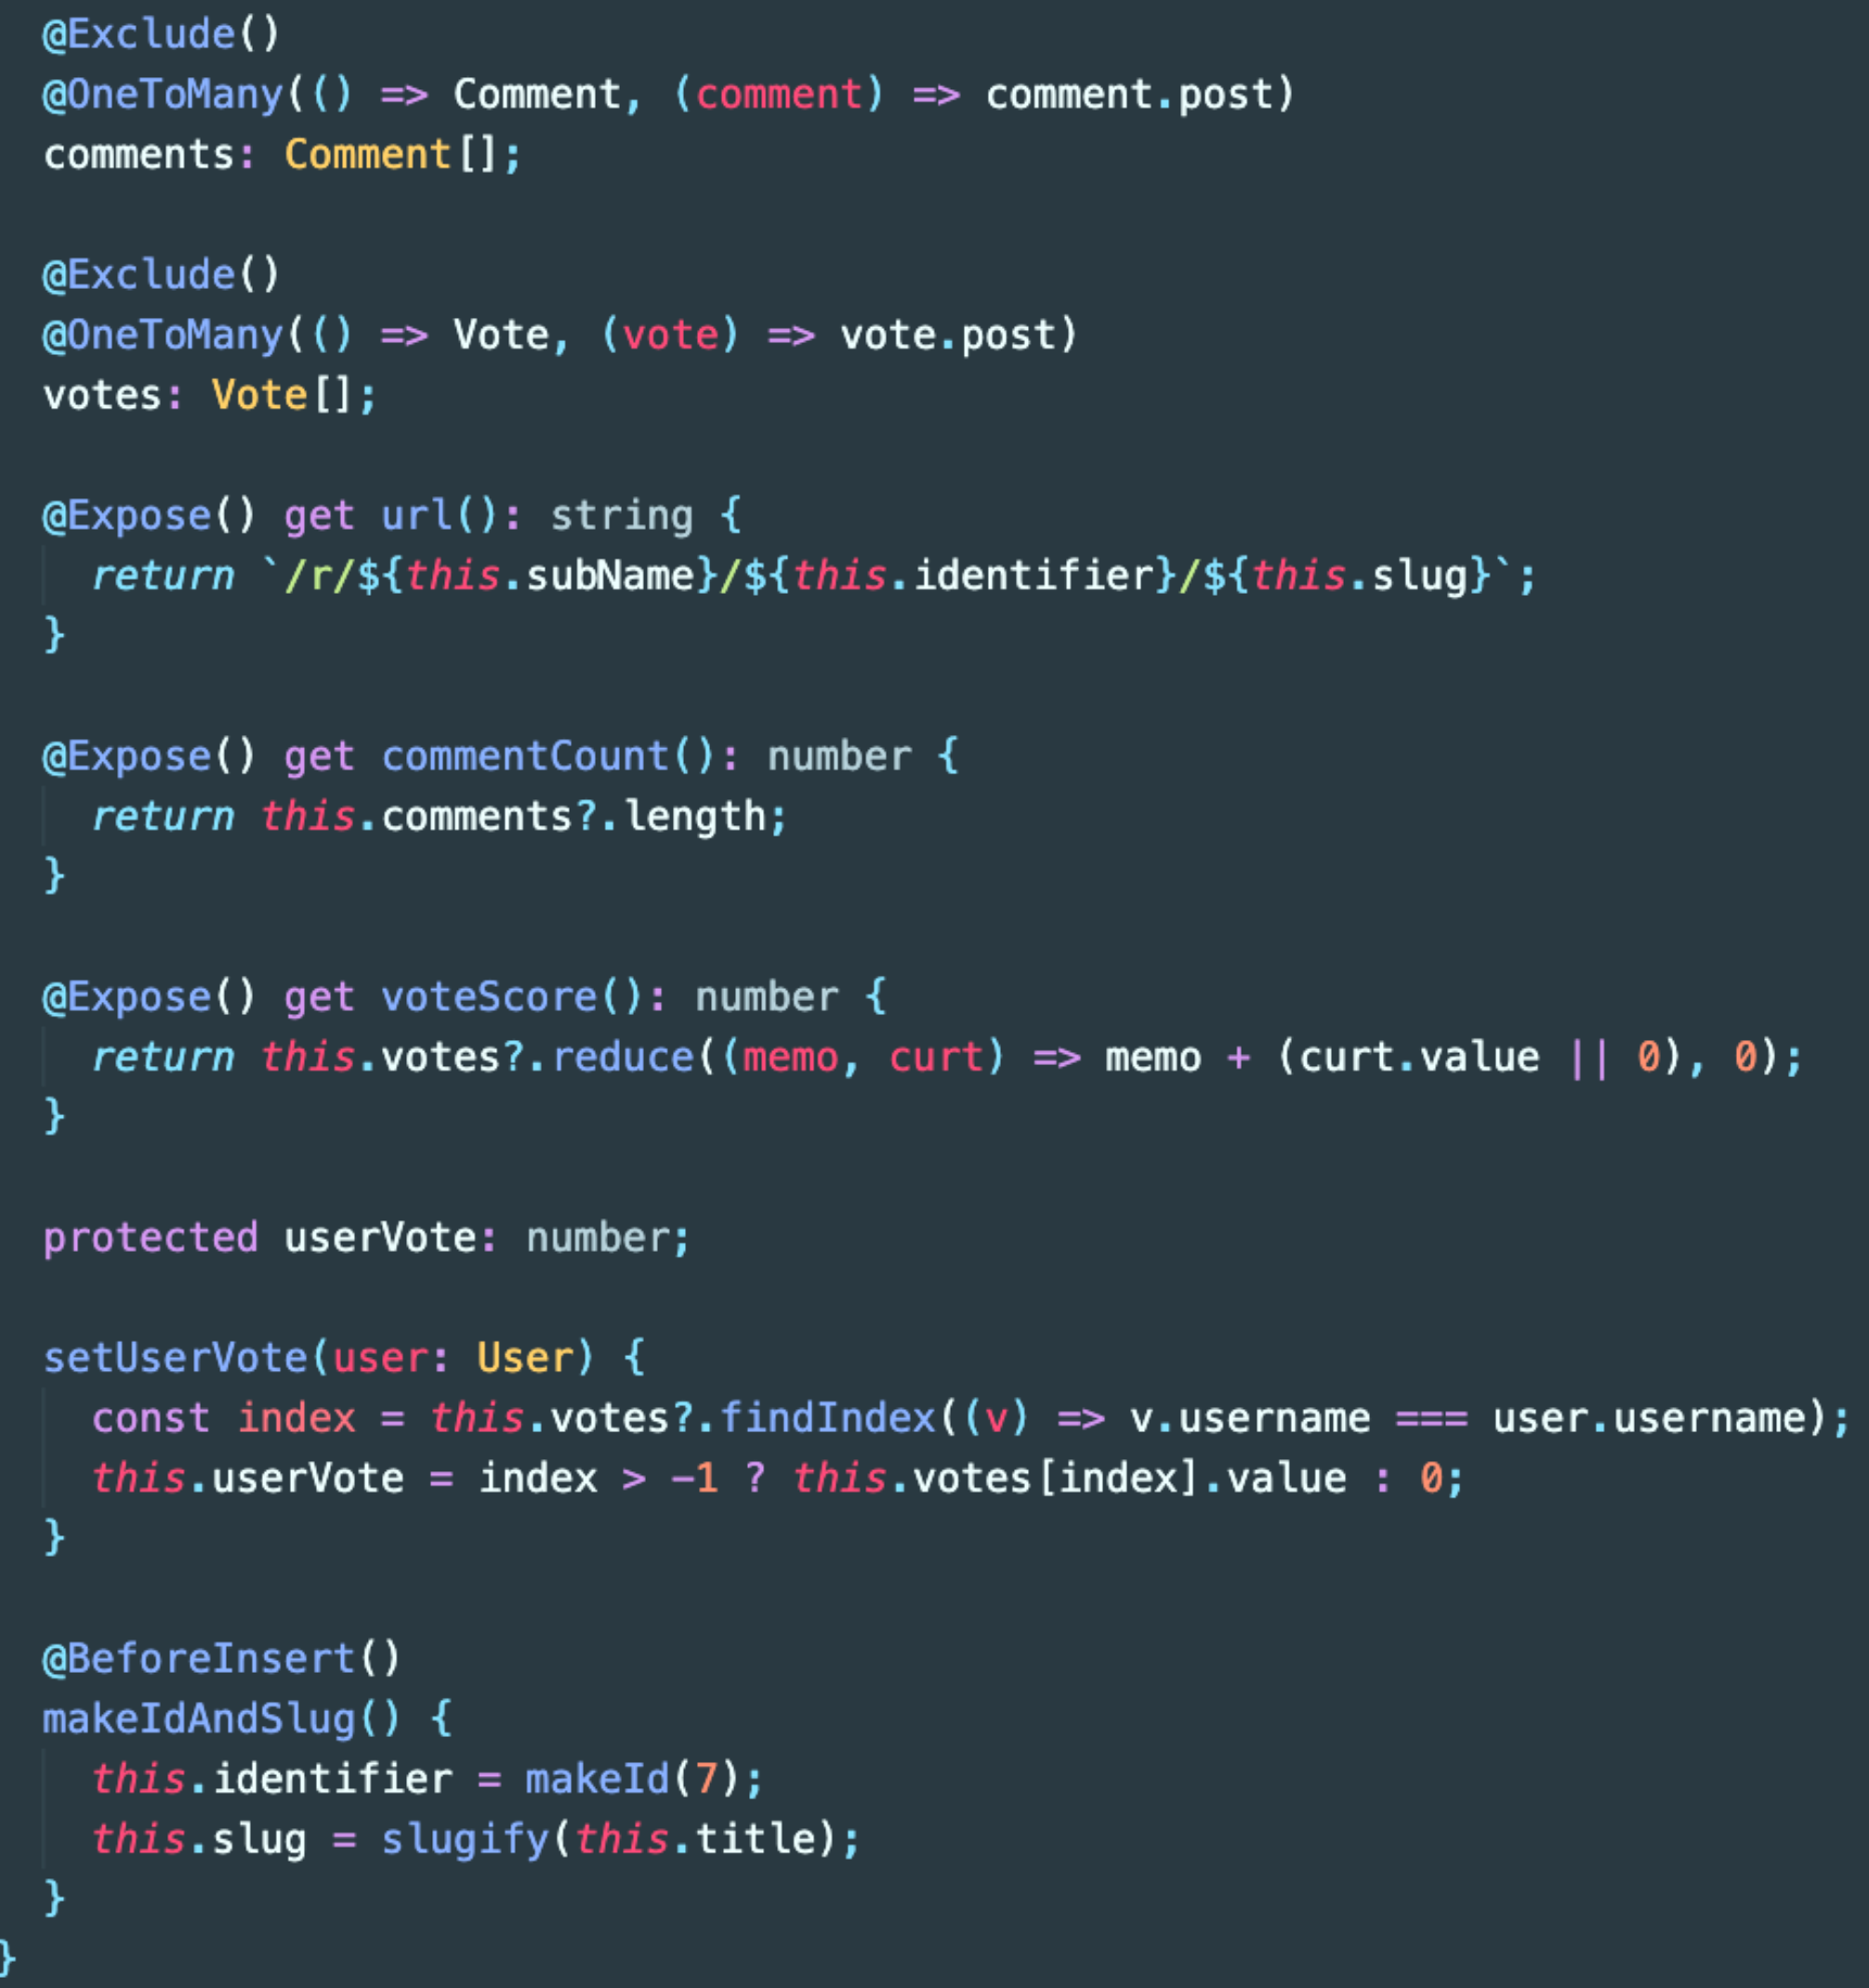 @Exclude()
@OneToMany(() => Comment, (comment) => comment.post)
comments: Comment[];
@Exclude()
@OneToMany(() => Vote, (vote) => vote.post)
votes: Vote[];
@Expose() get url(): string {
return `/r/${this.subName}/${this.identifier}/${this.slug}`;
}
@Expose() get commentCount(): number {
return this.comments?.length;
}
@Expose() get voteScore(): number {
return this.votes?.reduce((memo, curt) => memo + (curt.value || 0), 0);
}
protected userVote: number;
setUserVote(user: User) {
const index = this.votes?.findIndex((v) => v.username === user.username);
this.userVote = index > -1 ? this.votes[index].value : 0;
}
@BeforeInsert()
makeIdAndSlug() {
this.identifier = makeId(7);
this.slug = slugify(this.title);
}
}